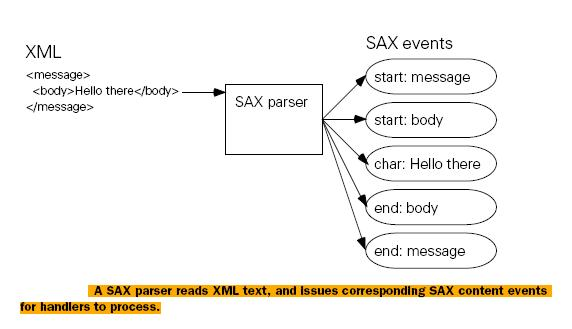 XML
<message>
<body>Hello there</body>
</message>
SAX parser
SAX events
start: message
start: body
char: Hello there
end: body
end: message
A SAX parser reads XML text, and issues corresponding SAX content events
for handlers to process.